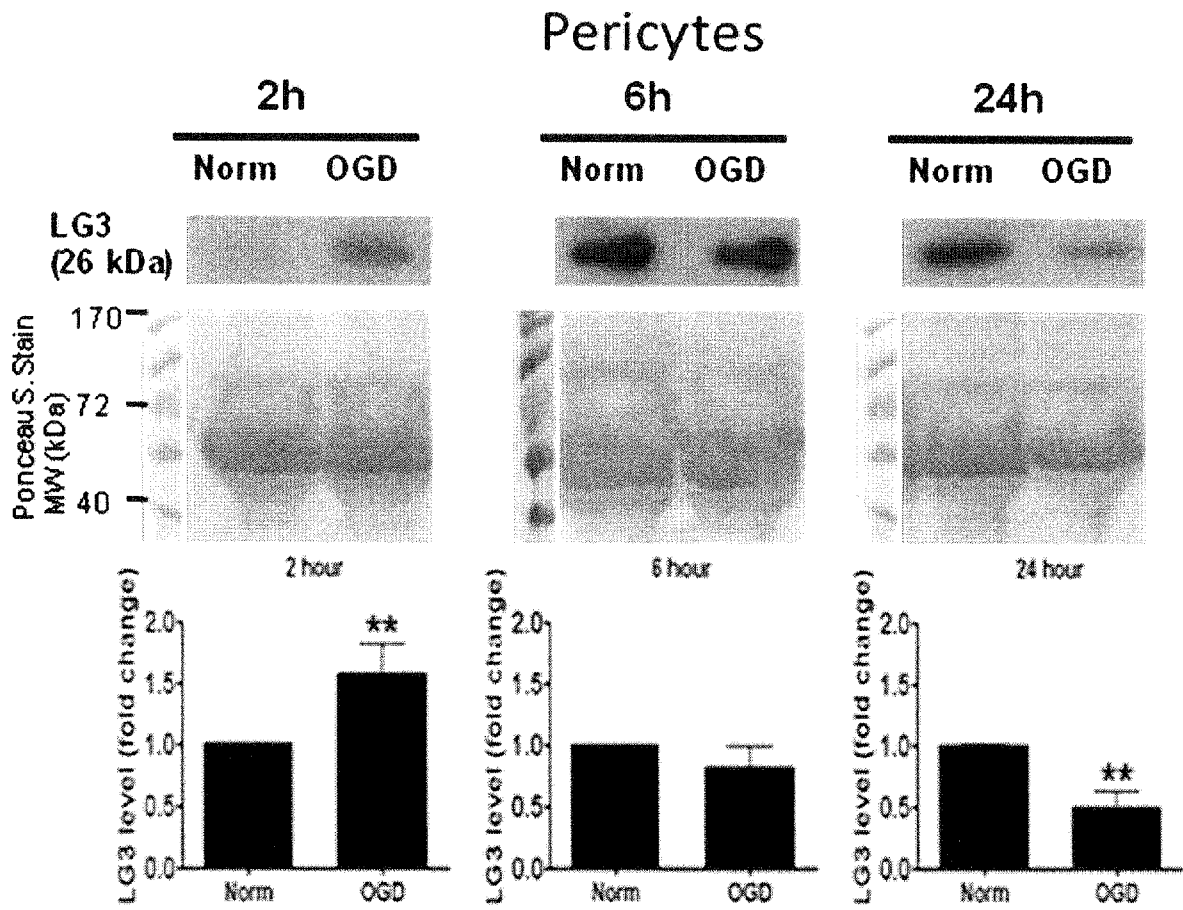 Pericytes
2h 6h 24h
Norm OGD Norm OGD Norm OGD
LG3
(26 kDa)
Ponceau S. Stain
MW (kDa)
170
72
40
2 hour
LG3 level (fold change)
2.0
1.5
1.0
0.5
0.0
**
Norm OGD
6 hour
LG3 level (fold change)
2.0
1.5
1.0
0.5
0.0
Norm OGD
24 hour
LG3 level (fold change)
2.0
1.5
1.0
0.5
0.0
**
Norm OGD